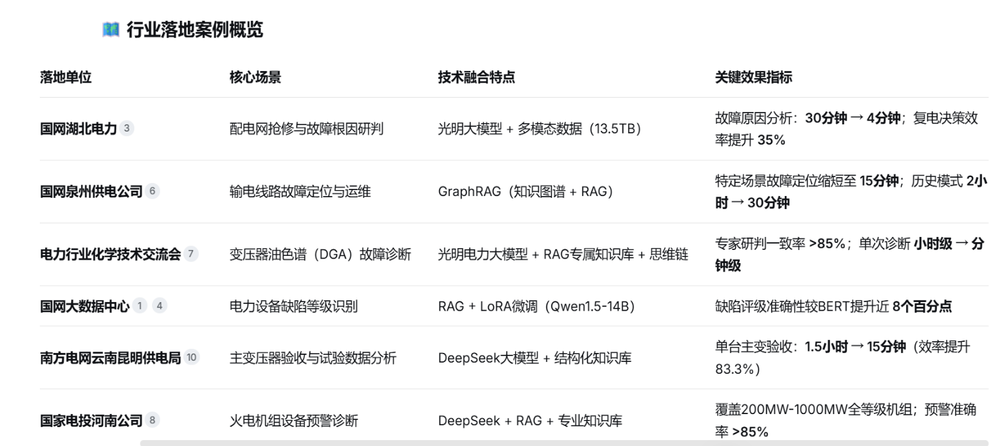 🗺️ 行业落地案例概览
落地单位 核心场景 技术融合特点 关键效果指标
国网湖北电力 3 配电网抢修与故障根因研判 光明大模型 + 多模态数据（13.5TB） 故障原因分析：30分钟 → 4分钟；复电决策效
率提升 35%
国网泉州供电公司 6 输电线路故障定位与运维 GraphRAG（知识图谱 + RAG） 特定场景故障定位缩短至 15分钟；历史模式 2小
时 → 30分钟
电力行业化学技术交流会 7 变压器油色谱（DGA）故障诊断 光明电力大模型 + RAG专属知识库 + 思维链 专家研判一致率 >85%；单次诊断 小时级 → 分
钟级
国网大数据中心 1 4 电力设备缺陷等级识别 RAG + LoRA微调（Qwen1.5-14B） 缺陷评级准确性较BERT提升近 8个百分点
南方电网云南昆明供电局 10 主变压器验收与试验数据分析 DeepSeek大模型 + 结构化知识库 单台主变验收：1.5小时 → 15分钟（效率提升
83.3%）
国家电投河南公司 8 火电机组设备预警诊断 DeepSeek + RAG + 专业知识库 覆盖200MW-1000MW全等级机组；预警准确
率 >85%